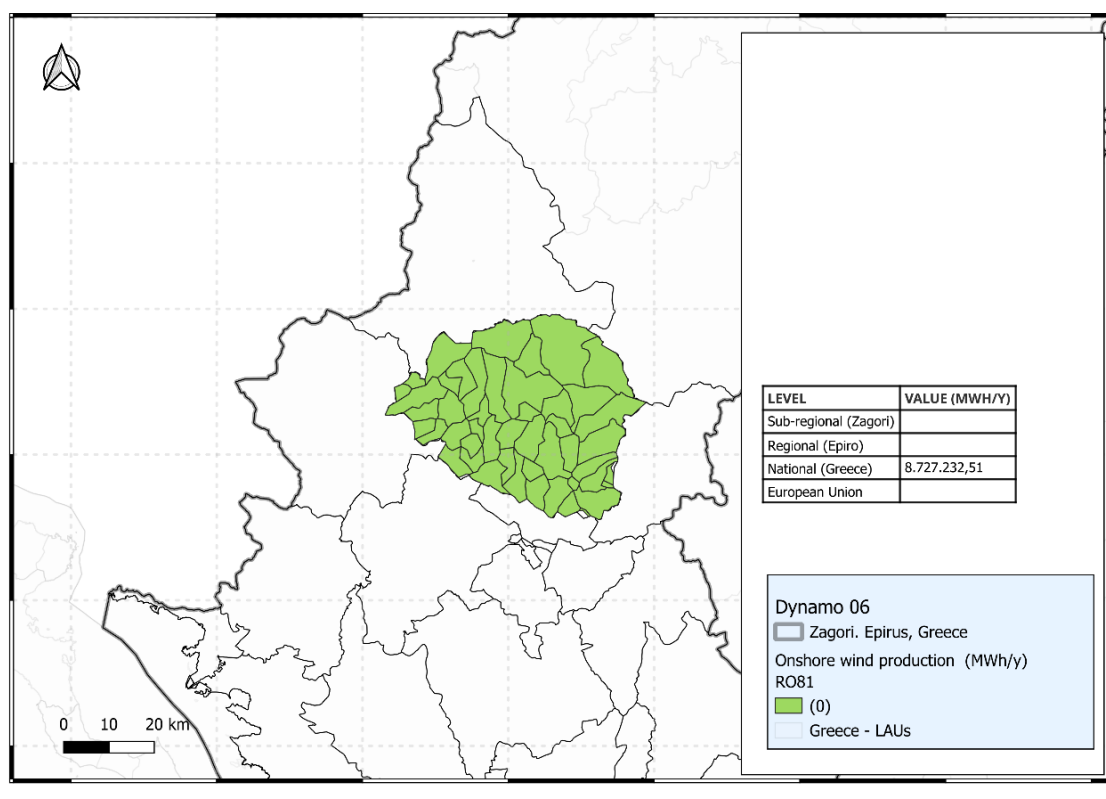 LEVEL VALUE (MWH/Y)
Sub-regional (Zagori)
Regional (Epiro)
National (Greece) 8.727.232,51
European Union
Dynamo 06
Zagori. Epirus, Greece
Onshore wind production (MWh/y)
RO81
(0)
Greece - LAUs
0 10 20 km